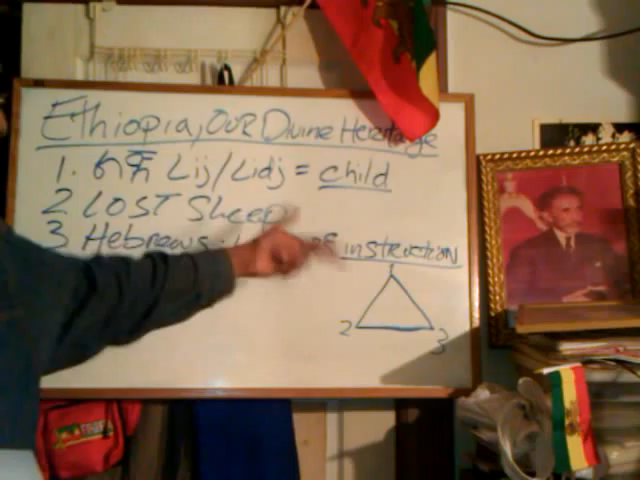 Ethiopia, OUR Divine Heritage
1. ልጅ Lij/Lidj = child
2 LOST Sheep
3 Hebrews instRuction
2
3